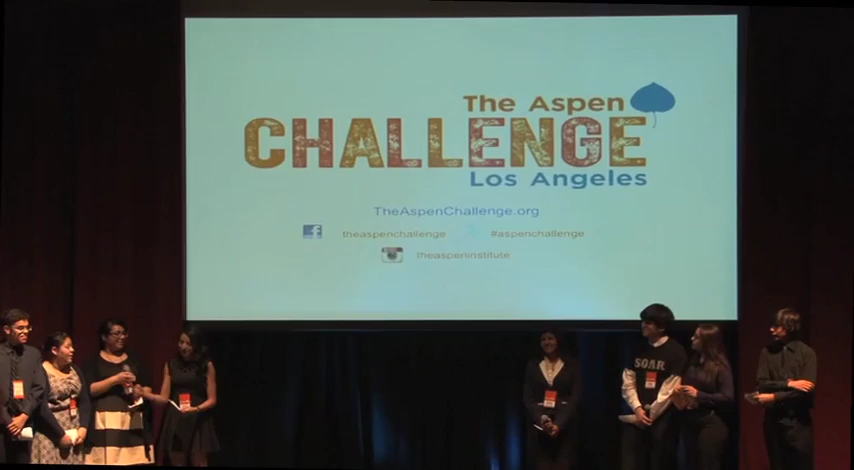 The Aspen
CHALLENGE
Los Angeles
TheAspenChallenge.org
theaspenchallenge #aspenchallenge
theaspeninstitute
SOAR